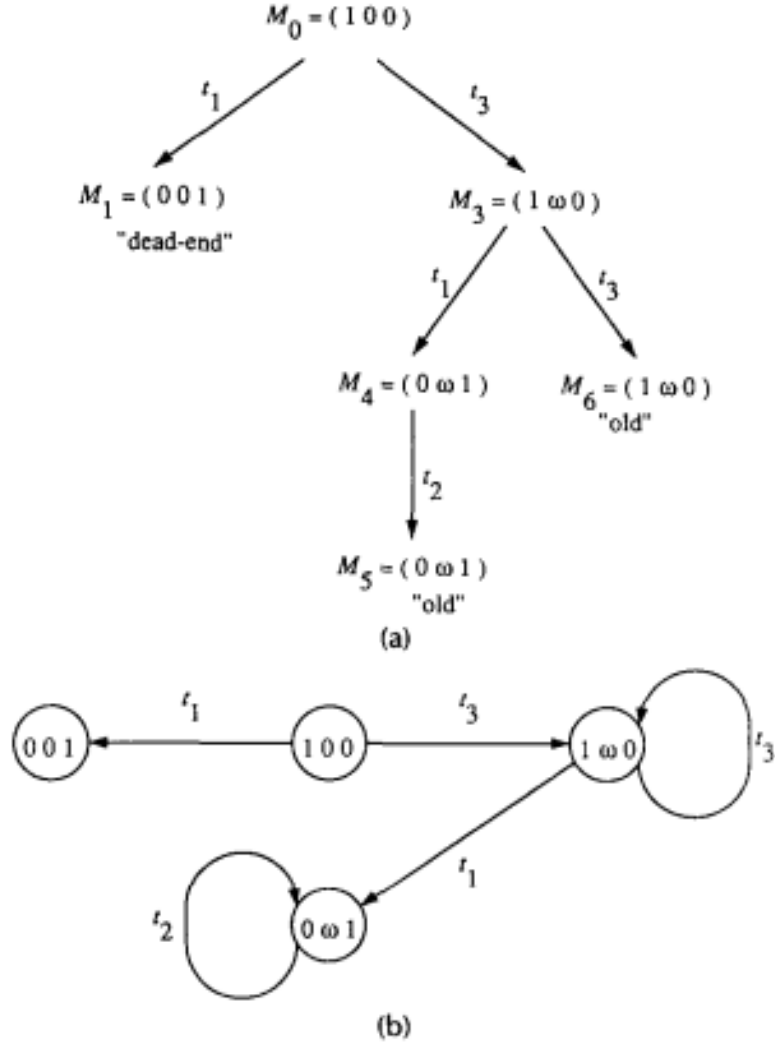 M0 = ( 1 0 0 )
t1 t3
M1 = ( 0 0 1 ) M3 = ( 1 ω 0 )
"dead-end"
t1 t3
M4 = ( 0 ω 1 ) M6 = ( 1 ω 0 )
"old"
t2
M5 = ( 0 ω 1 )
"old"
(a)
t1 t3
0 0 1 1 0 0 1 ω 0 t3
t1
t2 0 ω 1
(b)